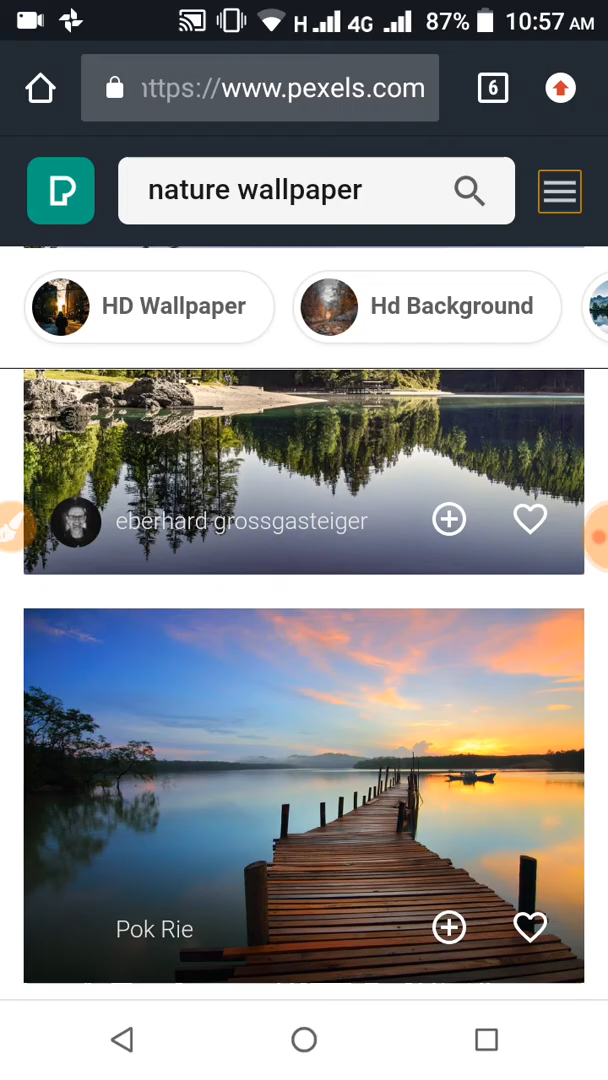 H 4G 87% 10:57 AM
https://www.pexels.com 6
nature wallpaper
HD Wallpaper Hd Background
eberhard grossgasteiger
Pok Rie